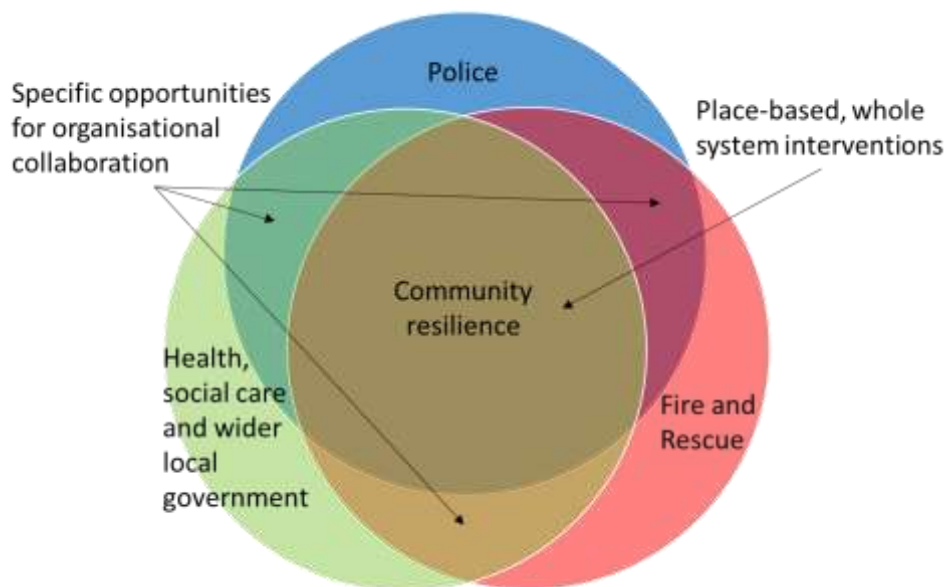 Police
Specific opportunities
for organisational
collaboration
Place-based, whole
system interventions
Community
resilience
Health,
social care
and wider
local
government
Fire and
Rescue